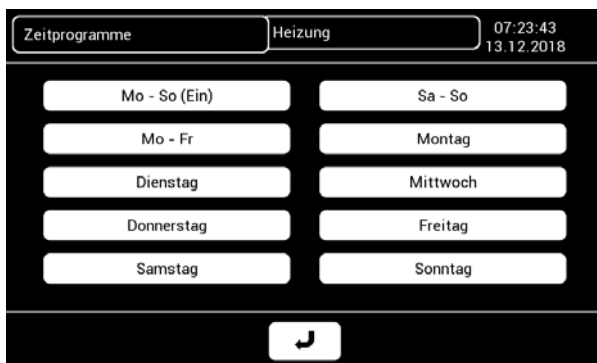 Zeitprogramme
Heizung
07:23:43
13.12.2018
Mo - So (Ein)
Sa - So
Mo - Fr
Montag
Dienstag
Mittwoch
Donnerstag
Freitag
Samstag
Sonntag